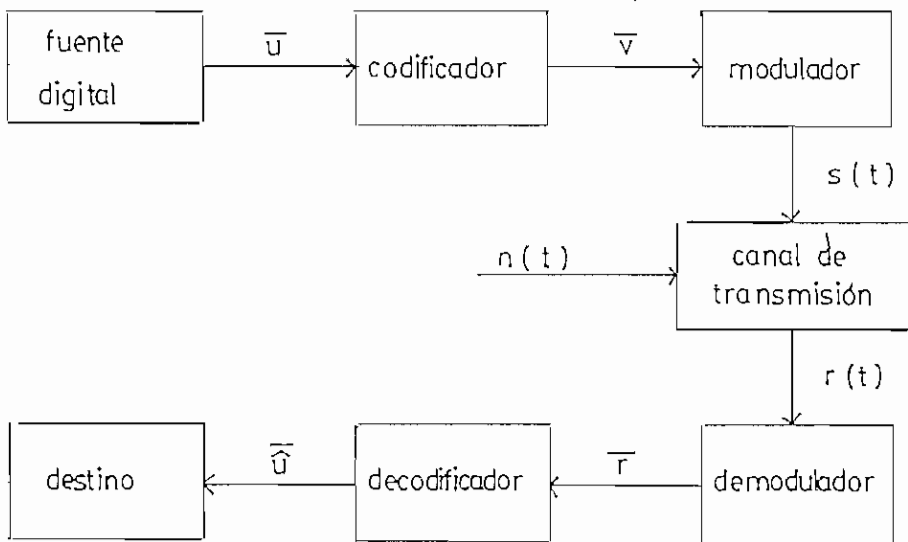 fuente
digital
u̅
codificador
v̅
modulador
s(t)
n(t)
canal de
transmisión
r(t)
destino
û̅
decodificador
r̅
demodulador